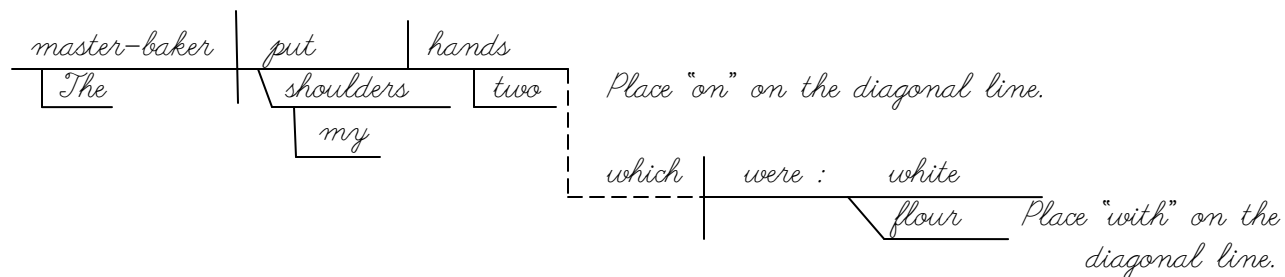 master-baker put hands
The shoulders two Place "on" on the diagonal line.
my
which were : white
flour Place "with" on the
diagonal line.